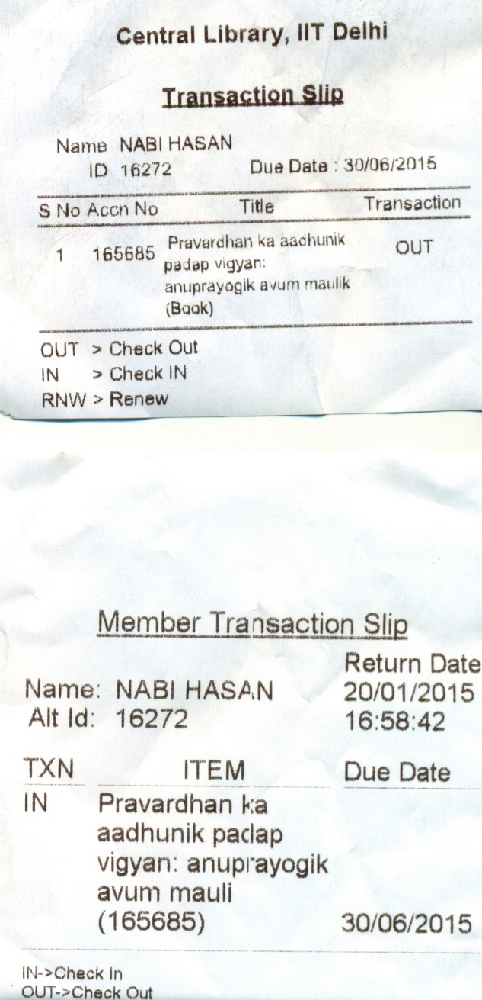 Central Library, IIT Delhi
Transaction Slip
Name NABI HASAN
ID 16272 Due Date : 30/06/2015
S No Accn No Title Transaction
1 165685 Pravardhan ka aadhunik OUT
padap vigyan:
anuprayogik avum maulik
(Book)
OUT > Check Out
IN > Check IN
RNW > Renew
Member Transaction Slip
Return Date
Name: NABI HASAN 20/01/2015
Alt Id: 16272 16:58:42
TXN ITEM Due Date
IN Pravardhan ka
aadhunik padap
vigyan: anuprayogik
avum mauli
(165685) 30/06/2015
IN->Check In
OUT->Check Out